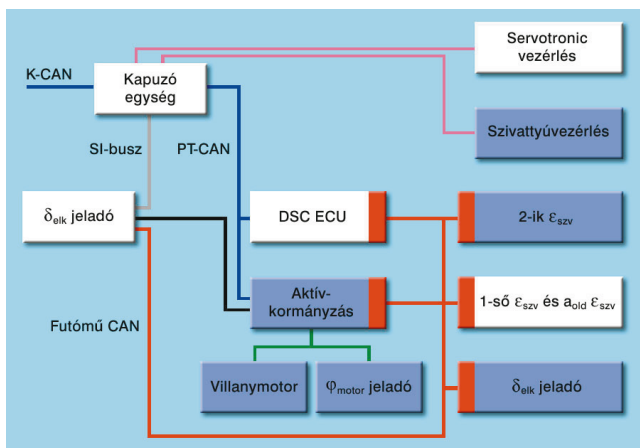 Servotronic
vezérlés
K-CAN
Kapuzó
egység
Szivattyúvezérlés
SI-busz
PT-CAN
δelk jeladó
DSC ECU
2-ik εszv
Aktív-
kormányzás
1-ső εszv és aold εszv
Futómű CAN
Villanymotor
φmotor jeladó
δelk jeladó